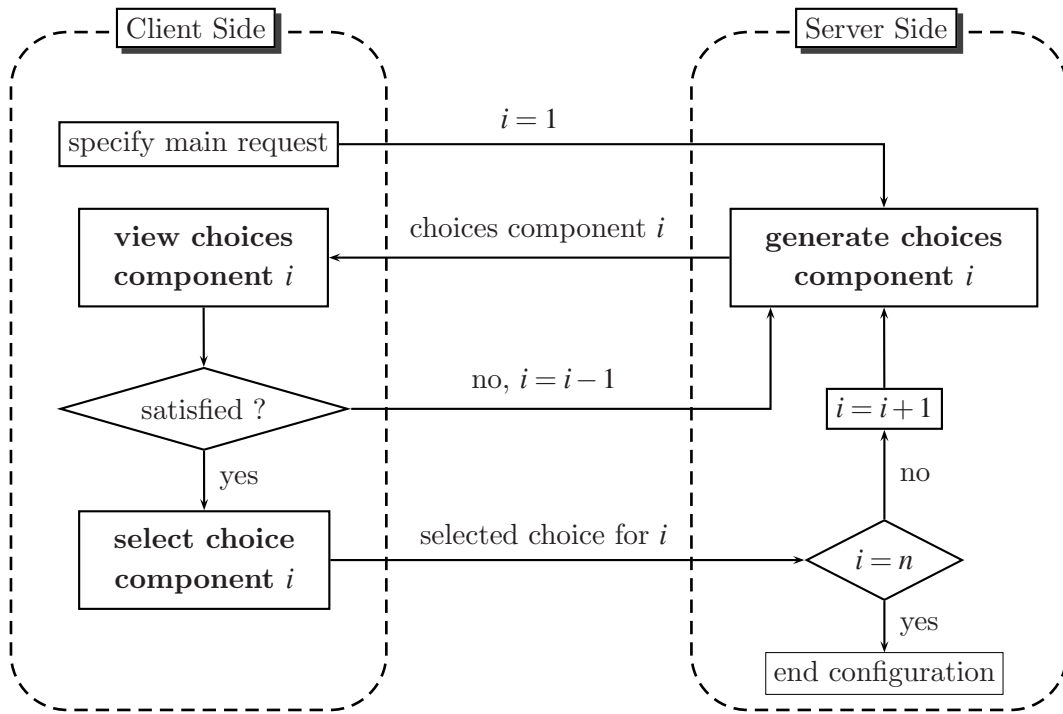 Client Side
Server Side
specify main request
i = 1
view choices
component i
choices component i
generate choices
component i
satisfied ?
no, i = i − 1
i = i + 1
yes
no
select choice
component i
selected choice for i
i = n
yes
end configuration